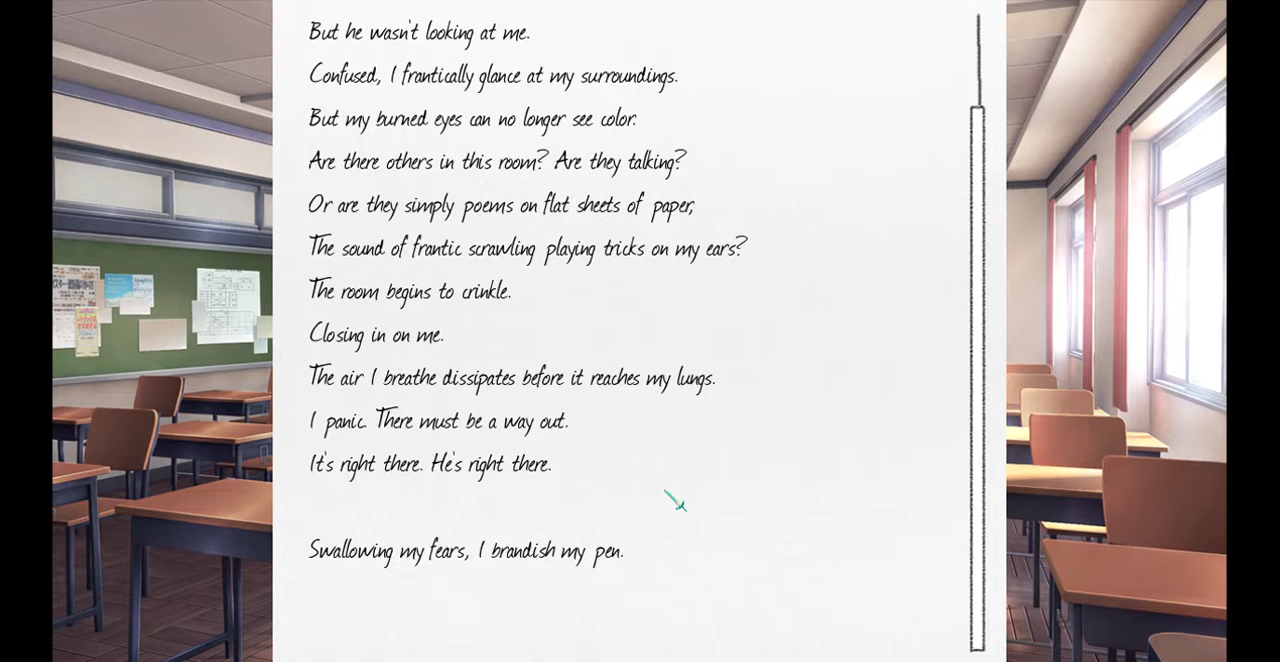 But he wasn't looking at me.
Confused, I frantically glance at my surroundings.
But my burned eyes can no longer see color.
Are there others in this room? Are they talking?
Or are they simply poems on flat sheets of paper,
The sound of frantic scrawling playing tricks on my ears?
The room begins to crinkle.
Closing in on me.
The air I breathe dissipates before it reaches my lungs.
I panic. There must be a way out.
It's right there. He's right there.
Swallowing my fears, I brandish my pen.